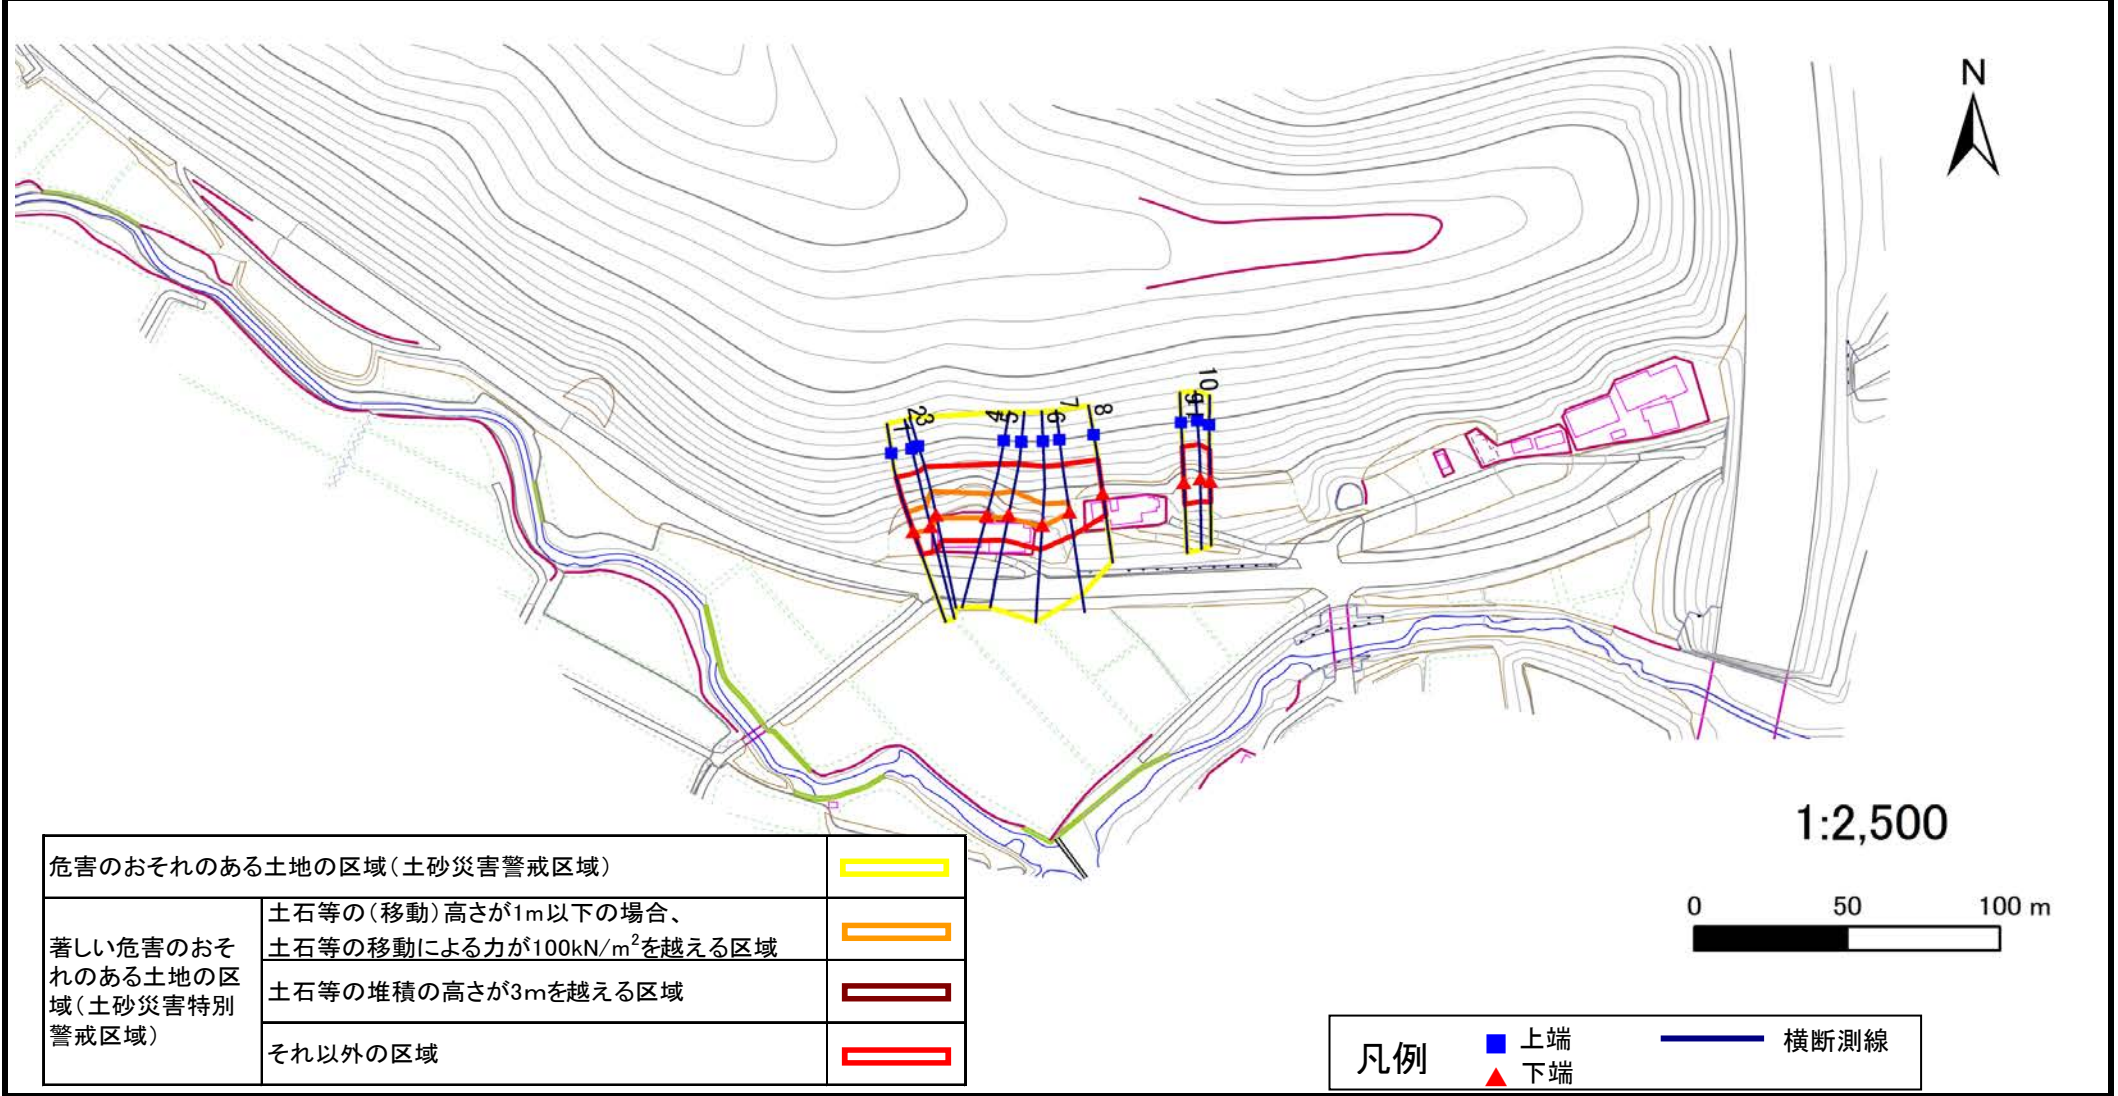 N
1
2
3
4
5
6
7
8
9
10
1:2,500
0 50 100 m
危害のおそれのある土地の区域(土砂災害警戒区域)
著しい危害のおそ
れのある土地の区
域(土砂災害特別
警戒区域)
土石等の(移動)高さが1m以下の場合、
土石等の移動による力が100kN/m²を越える区域
土石等の堆積の高さが3mを越える区域
それ以外の区域
凡例
上端
下端
横断測線